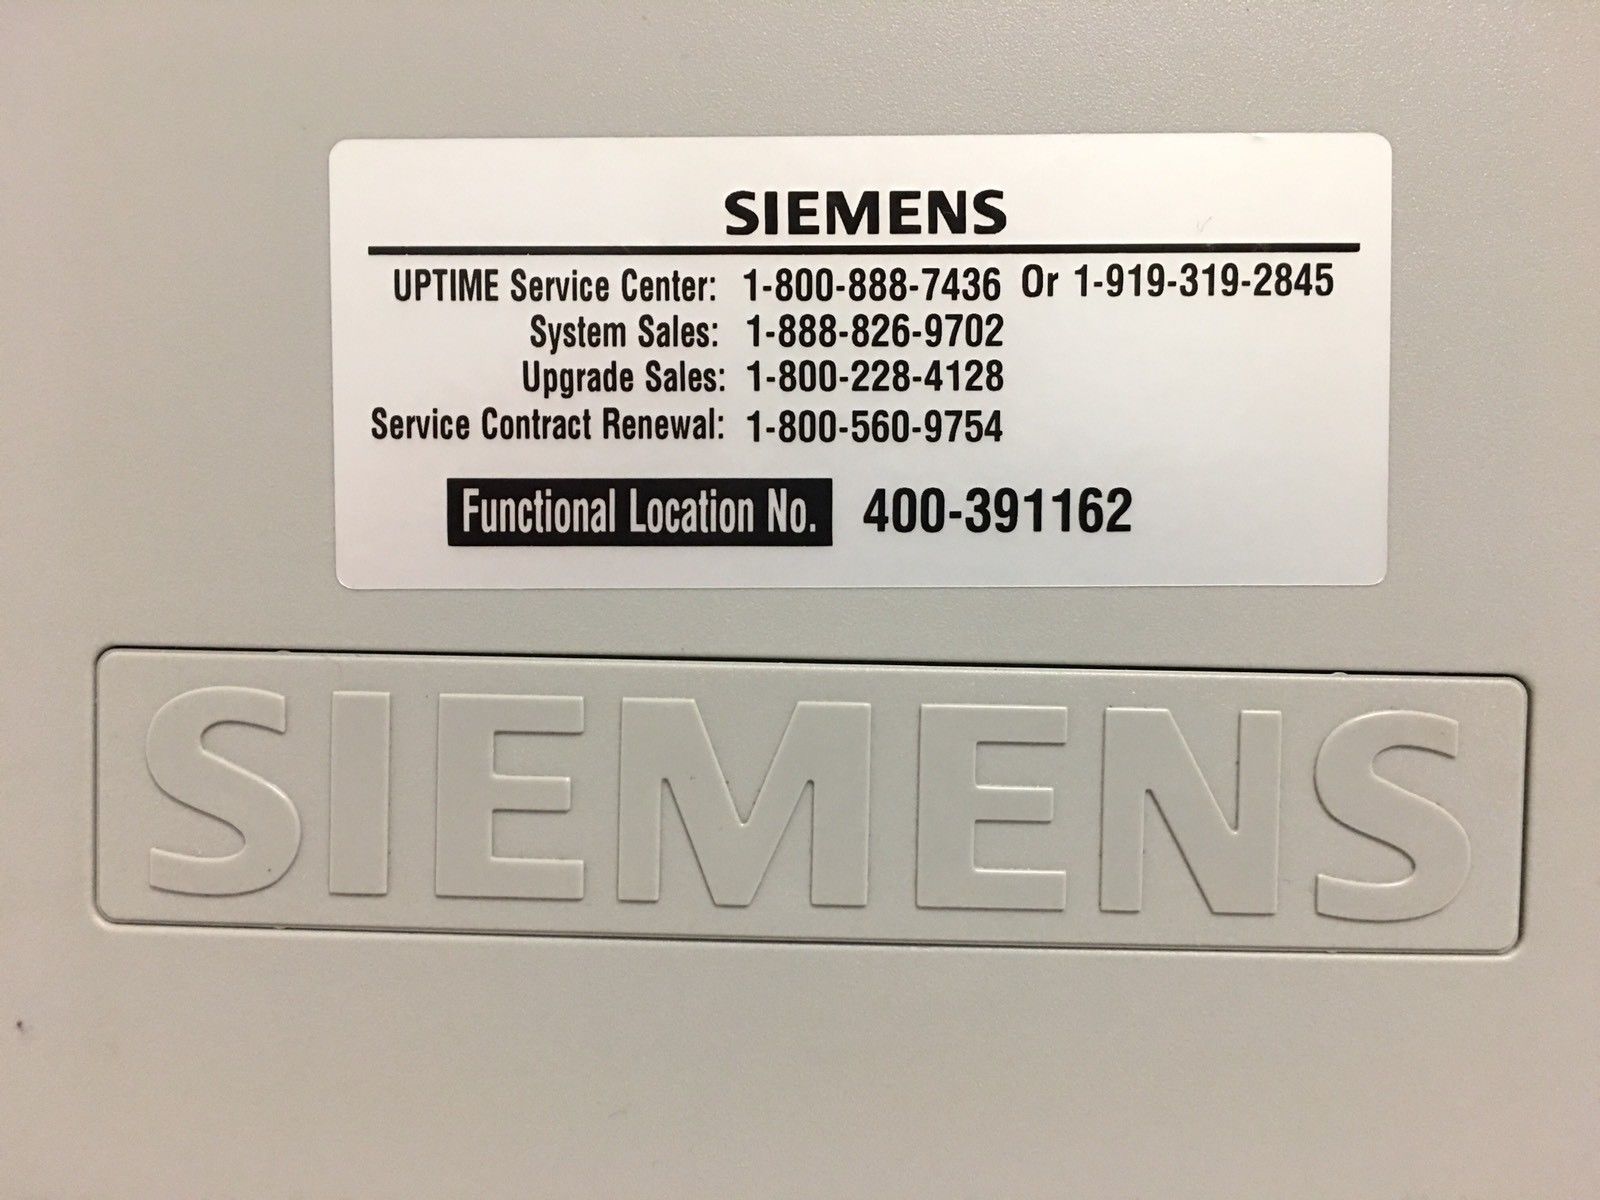 SIEMENS
UPTIME Service Center: 1-800-888-7436 Or 1-919-319-2845
System Sales: 1-888-826-9702
Upgrade Sales: 1-800-228-4128
Service Contract Renewal: 1-800-560-9754
Functional Location No. 400-391162
SIEMENS